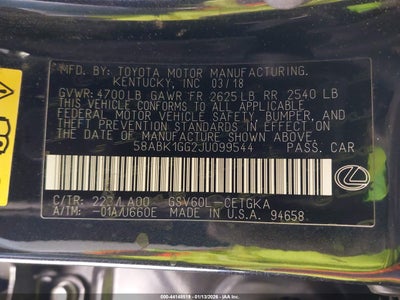 MFD. BY: TOYOTA MOTOR MANUFACTURING.
KENTUCKY, INC 03/18
GVWR: 4700LB GAWR FR 2625LB RR 2540 LB
THIS VEHICLE CONFORMS TO ALL APPLICABLE
FEDERAL MOTOR VEHICLE SAFETY, BUMPER, AND
THEFT PREVENTION STANDARDS IN EFFECT ON THE
DATE OF MANUFACTURE SHOWN ABOVE.
58ABK1GG2JU099544 PASS. CAR
C/TR: LA00 GSV60L-CETGKA
A/TM: -01A/U660E MADE IN U.S.A. 94658
000-44148519 - 01/13/2026 - IAA Inc.